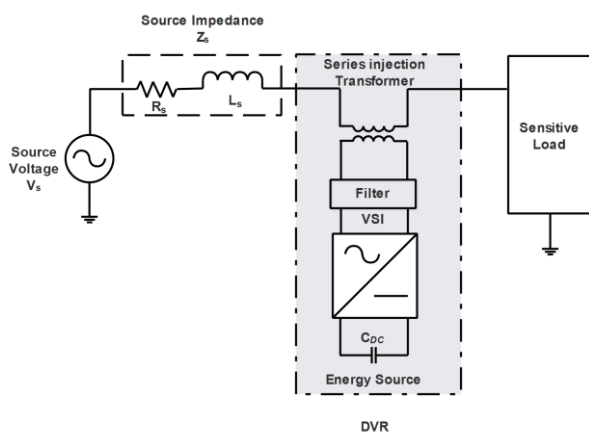 Source Impedance
Zs
Rs
Ls
Series injection
Transformer
Source
Voltage
Vs
Sensitive
Load
Filter
VSI
CDC
Energy Source
DVR